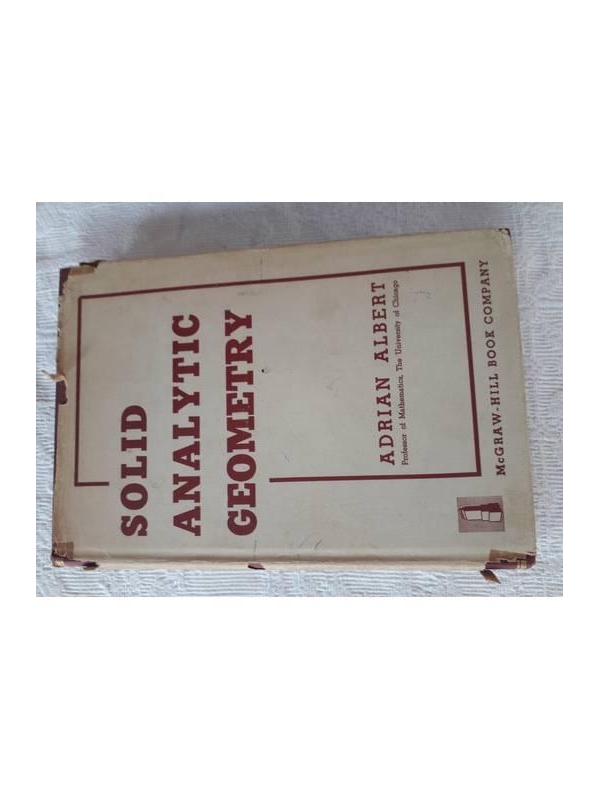 SOLID
ANALYTIC
GEOMETRY
ADRIAN ALBERT
Professor of Mathematics, The University of Chicago
McGRAW-HILL BOOK COMPANY